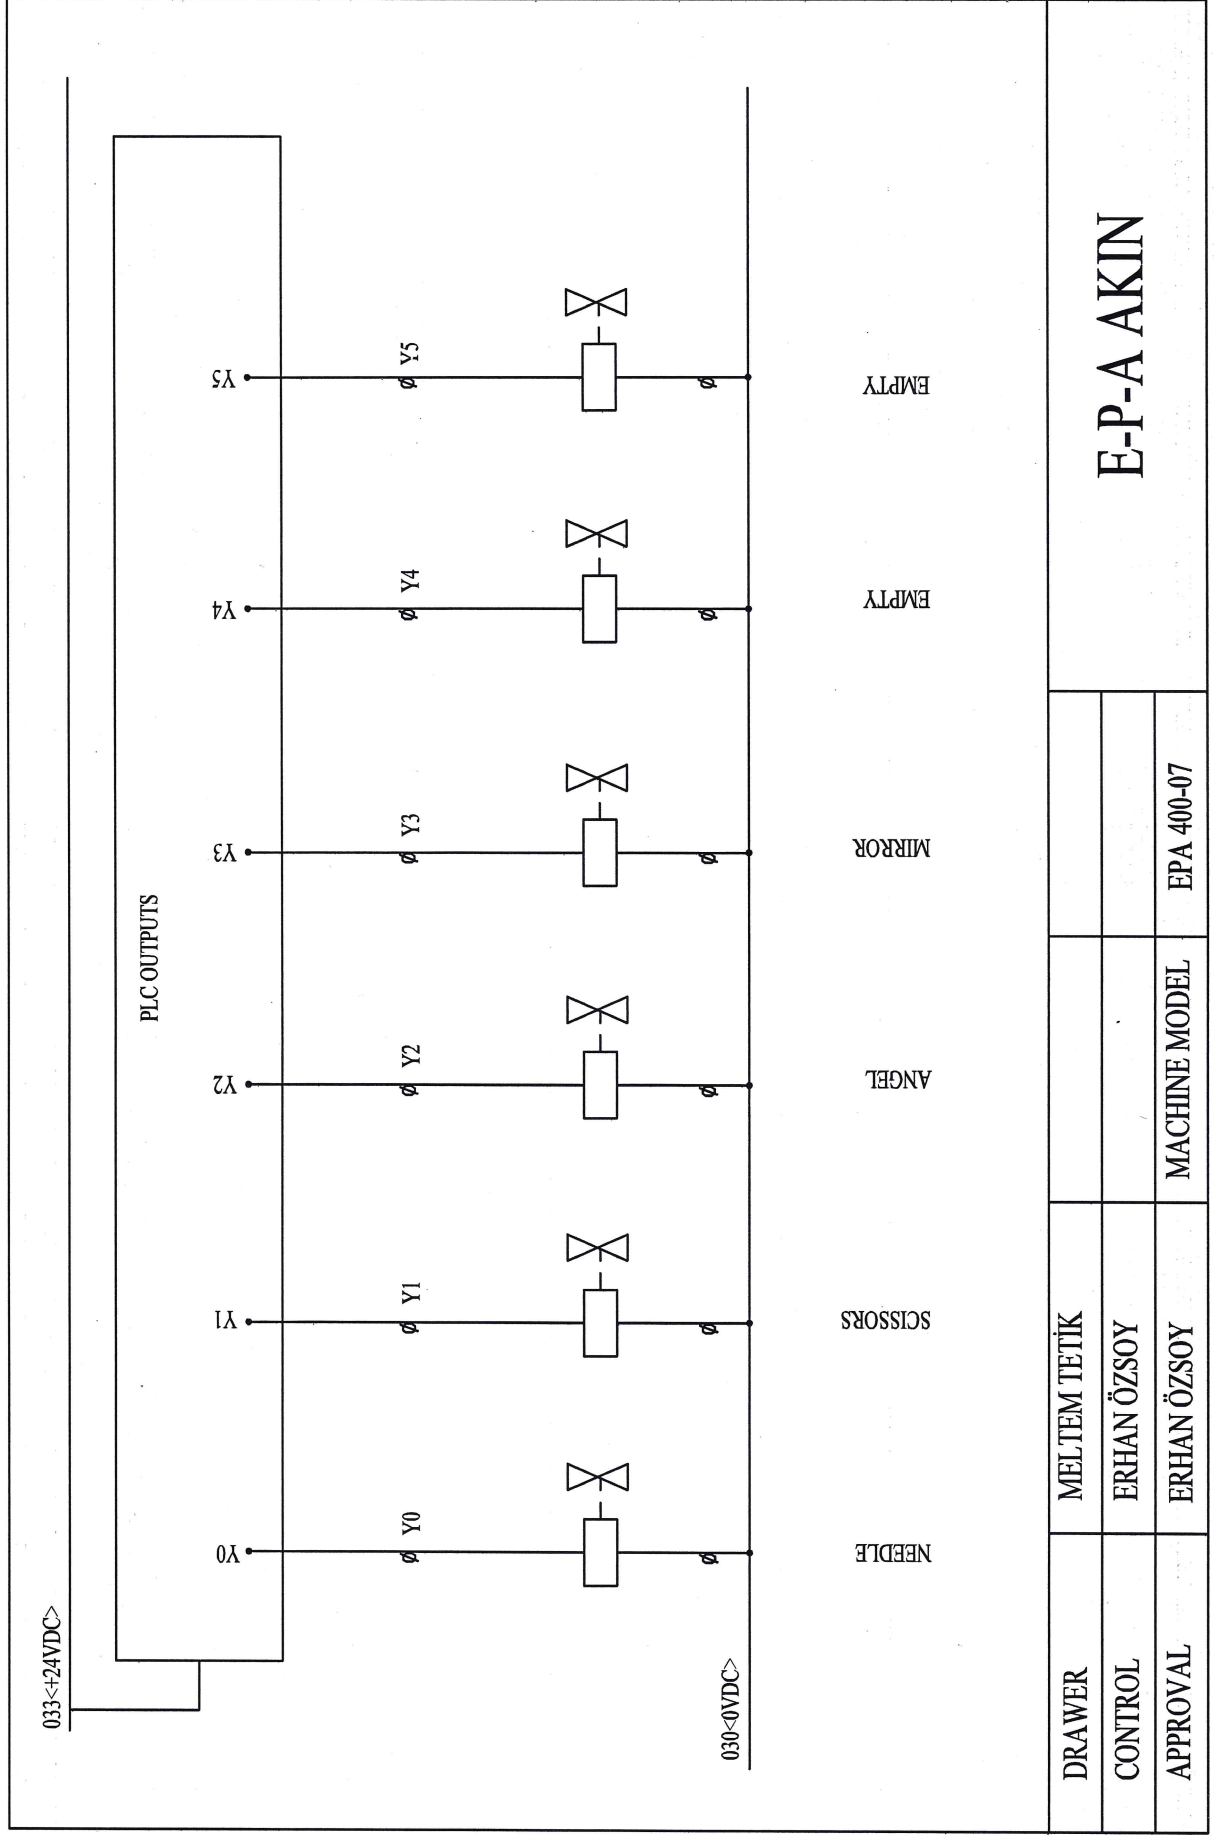 033<+24VDC>
PLC OUTPUTS
Y0
Y1
Y2
Y3
Y4
Y5
Y0
Y1
Y2
Y3
Y4
Y5
030<0VDC>
NEEDLE
SCISSORS
ANGEL
MIRROR
EMPTY
EMPTY
DRAWER
MELTEM TETİK
CONTROL
ERHAN ÖZSOY
APPROVAL
ERHAN ÖZSOY
MACHINE MODEL
EPA 400-07
E-P-A AKIN